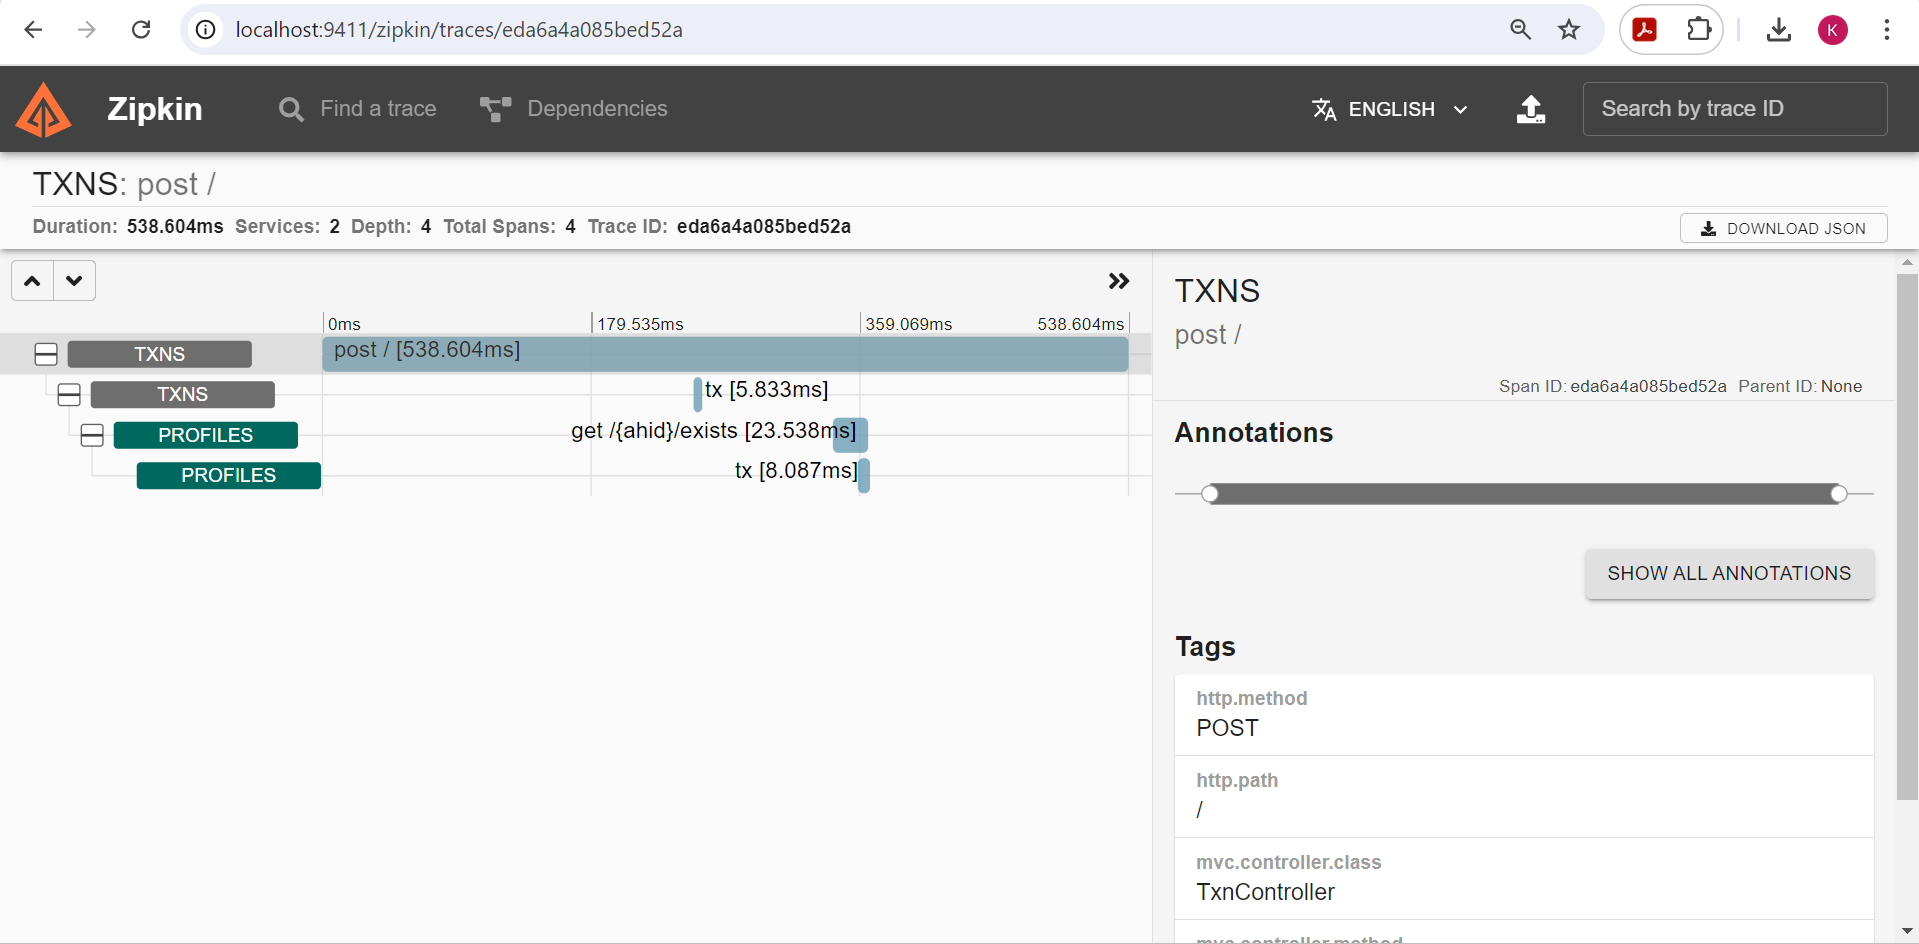 localhost:9411/zipkin/traces/eda6a4a085bed52a
K
Zipkin Find a trace Dependencies ENGLISH Search by trace ID
TXNS: post /
Duration: 538.604ms Services: 2 Depth: 4 Total Spans: 4 Trace ID: eda6a4a085bed52a
DOWNLOAD JSON
0ms 179.535ms 359.069ms 538.604ms
TXNS post / [538.604ms]
TXNS tx [5.833ms]
PROFILES get /{ahid}/exists [23.538ms]
PROFILES tx [8.087ms]
TXNS
post /
Span ID: eda6a4a085bed52a Parent ID: None
Annotations
SHOW ALL ANNOTATIONS
Tags
http.method
POST
http.path
/
mvc.controller.class
TxnController
mvc.controller.method